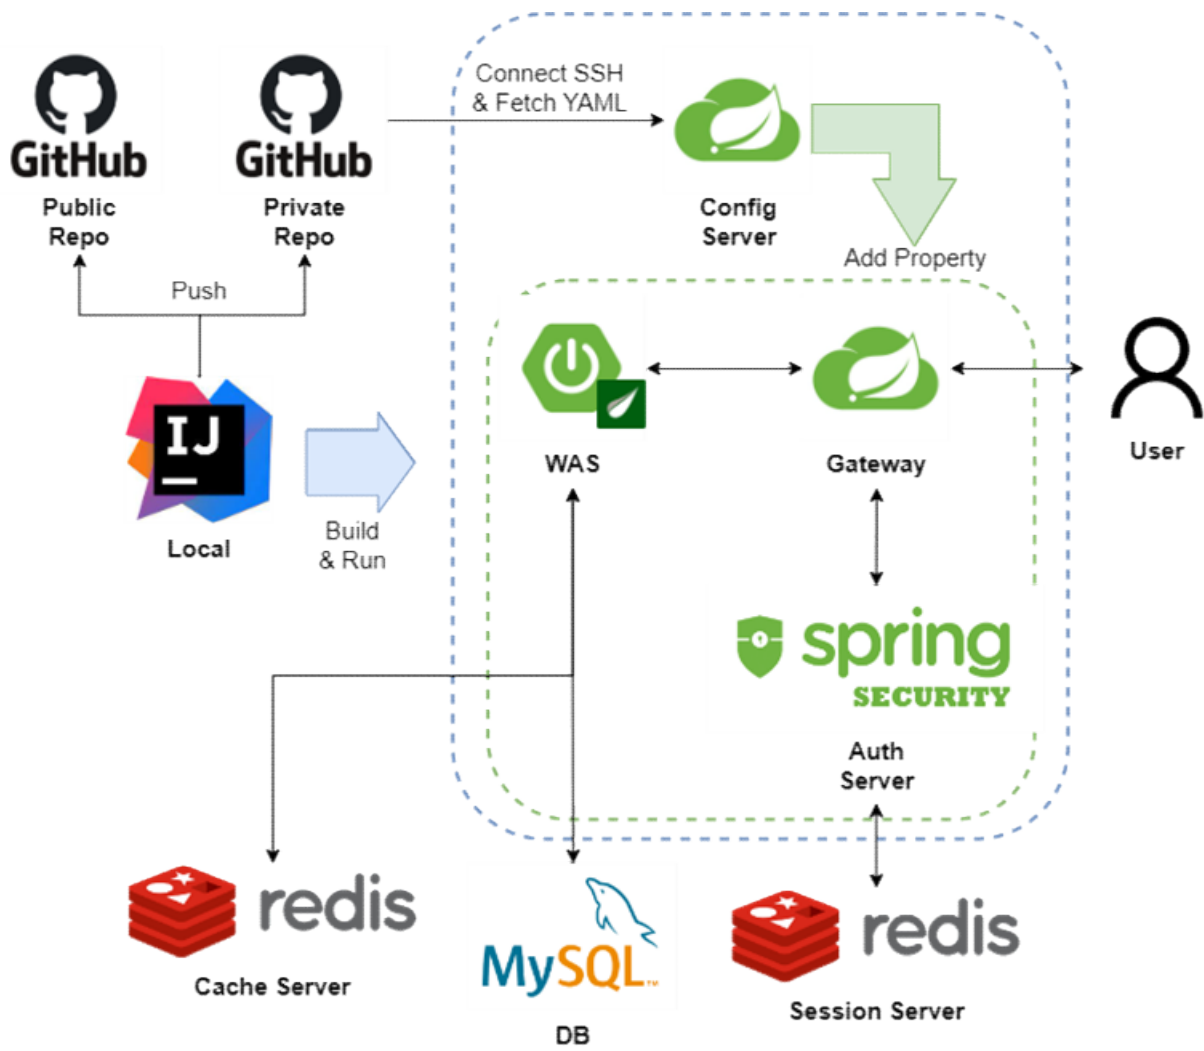 GitHub
Public
Repo
GitHub
Private
Repo
Connect SSH
& Fetch YAML
Config
Server
Add Property
Push
IJ
Local
Build
& Run
WAS
Gateway
User
spring
SECURITY
Auth
Server
redis
Cache Server
MySQL™
DB
redis
Session Server